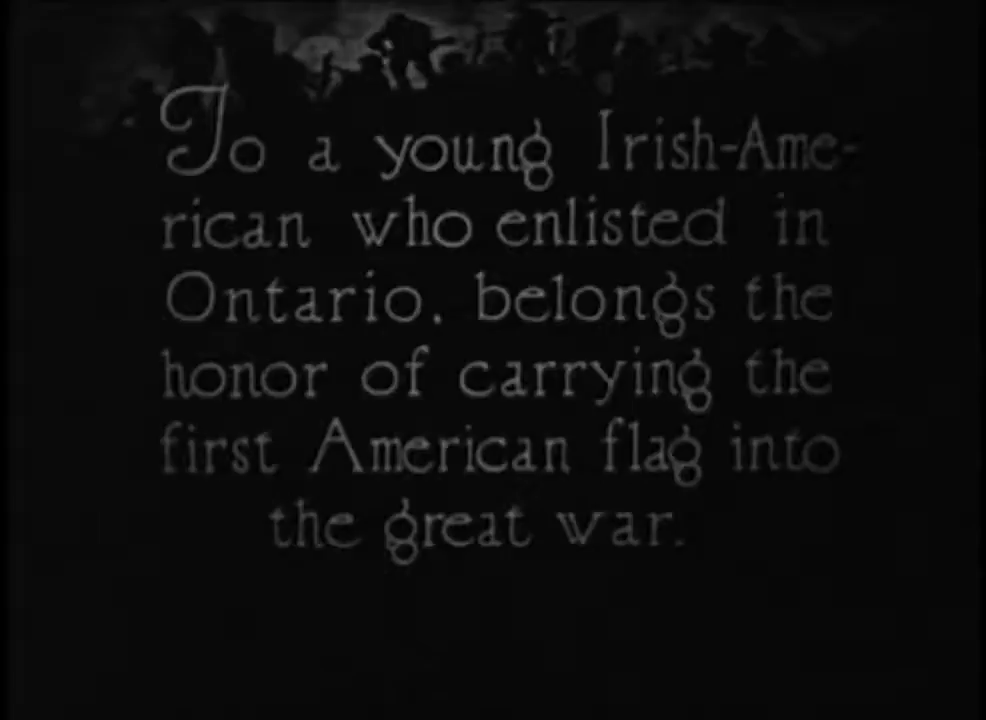 To a young Irish-Ame-
rican who enlisted in
Ontario, belongs the
honor of carrying the
first American flag into
the great war.